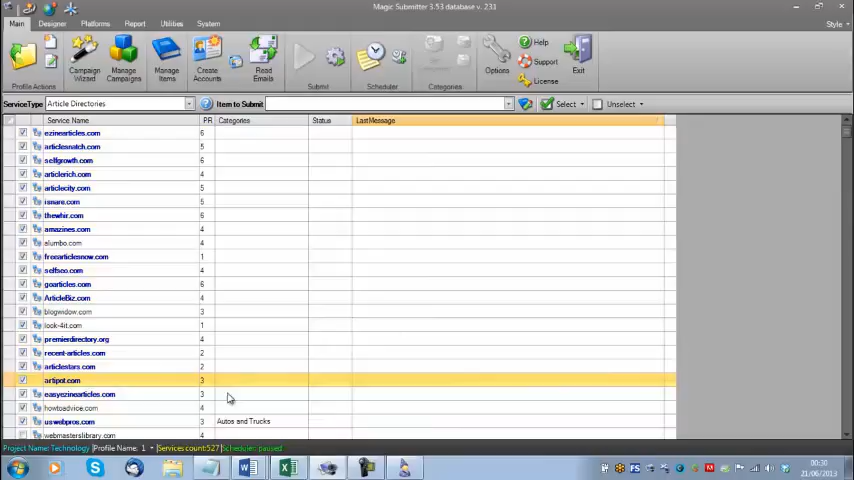 Magic Submitter 3.53 database v. 231
Main Designer Platforms Report Utilities System Style
Profile Actions
Campaign Wizard
Manage Campaigns
Manage Items
Create Accounts
Read Emails
Submit
Scheduler
Categories
Options
Help
Support
License
Exit
ServiceType Article Directories Item to Submit Select Unselect
Service Name PR Categories Status LastMessage
ezinearticles.com 6
articlesnatch.com 5
selfgrowth.com 6
articlerich.com 4
articlecity.com 5
isnare.com 5
thewhir.com 6
amazines.com 4
alumbo.com 4
freearticlesnow.com 1
selfseo.com 4
goarticles.com 6
ArticleBiz.com 4
blogwidow.com 3
look-4it.com 1
premierdirectory.org 4
recent-articles.com 2
articlestars.com 2
artipot.com 3
easyezinearticles.com 3
howtoadvice.com 4
uswebpros.com 3 Autos and Trucks
webmasterslibrary.com 4
Project Name: Technology Profile Name: 1 Services count:527 Scheduler: paused
00:30
21/06/2013